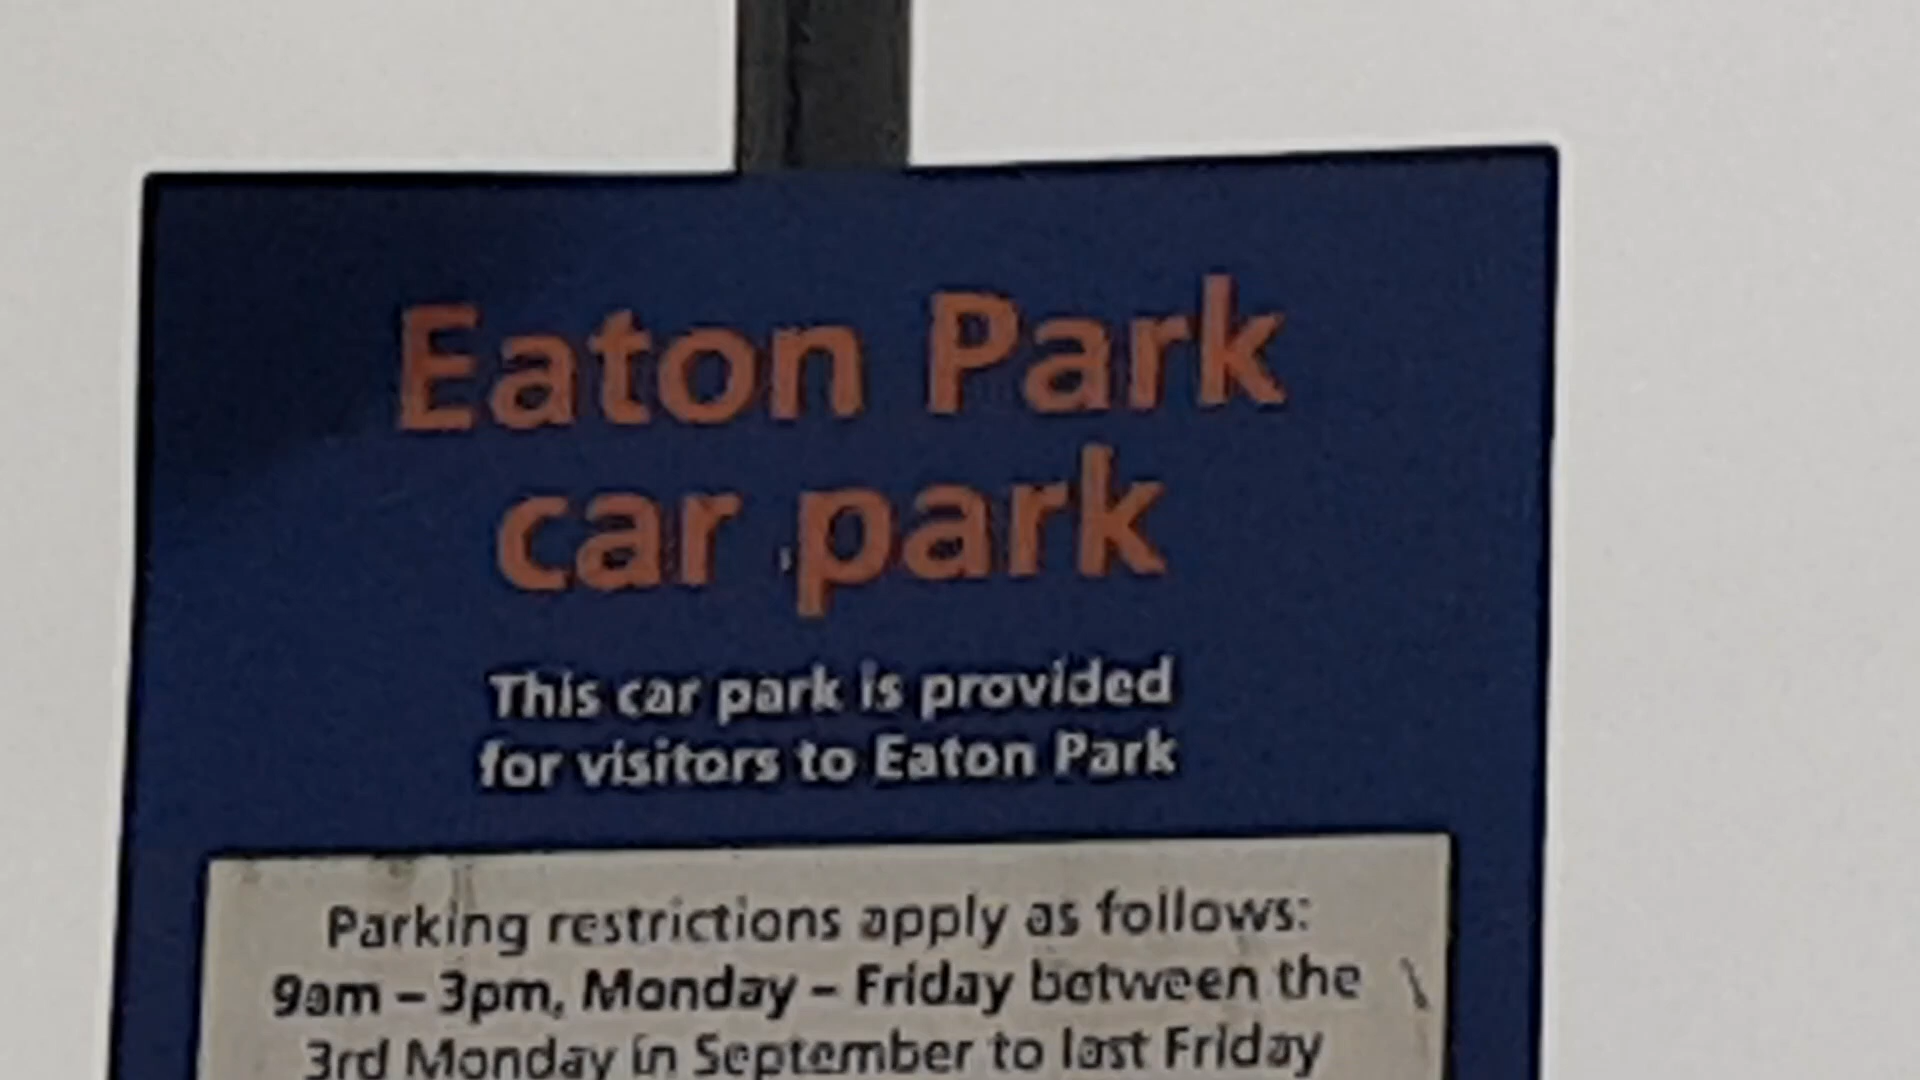 Eaton Park
car park
This car park is provided
for visitors to Eaton Park
Parking restrictions apply as follows:
9am – 3pm, Monday – Friday between the
3rd Monday in September to last Friday